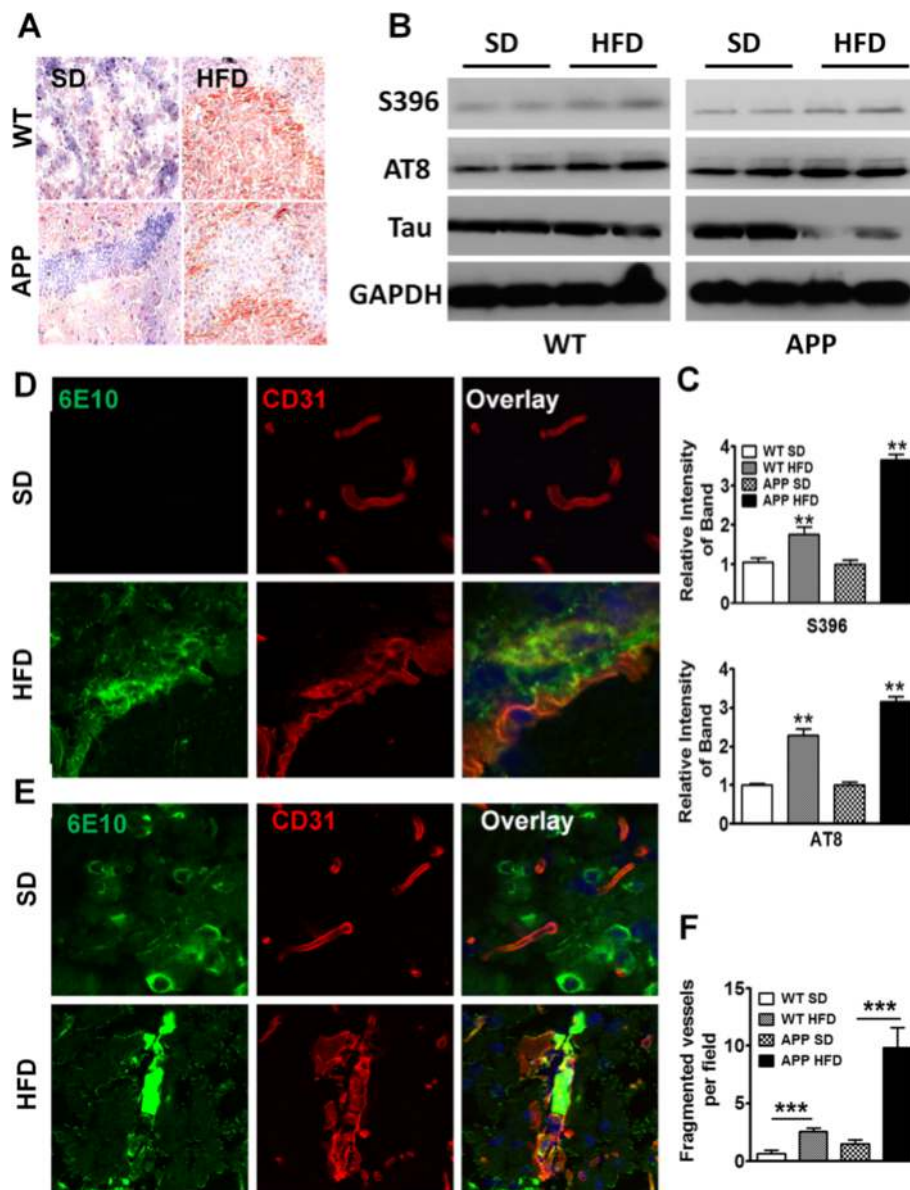 A
SD HFD
WT
APP
B
SD HFD SD HFD
S396
AT8
Tau
GAPDH
WT APP
D
6E10 CD31 Overlay
SD
HFD
C
Relative Intensity
of Band
4
3
2
1
0
WT SD
WT HFD
APP SD
APP HFD
**
**
S396
Relative Intensity
of Band
4
3
2
1
0
**
**
AT8
E
6E10 CD31 Overlay
SD
HFD
F
Fragmented vessels
per field
15
10
5
0
WT SD
WT HFD
APP SD
APP HFD
***
***